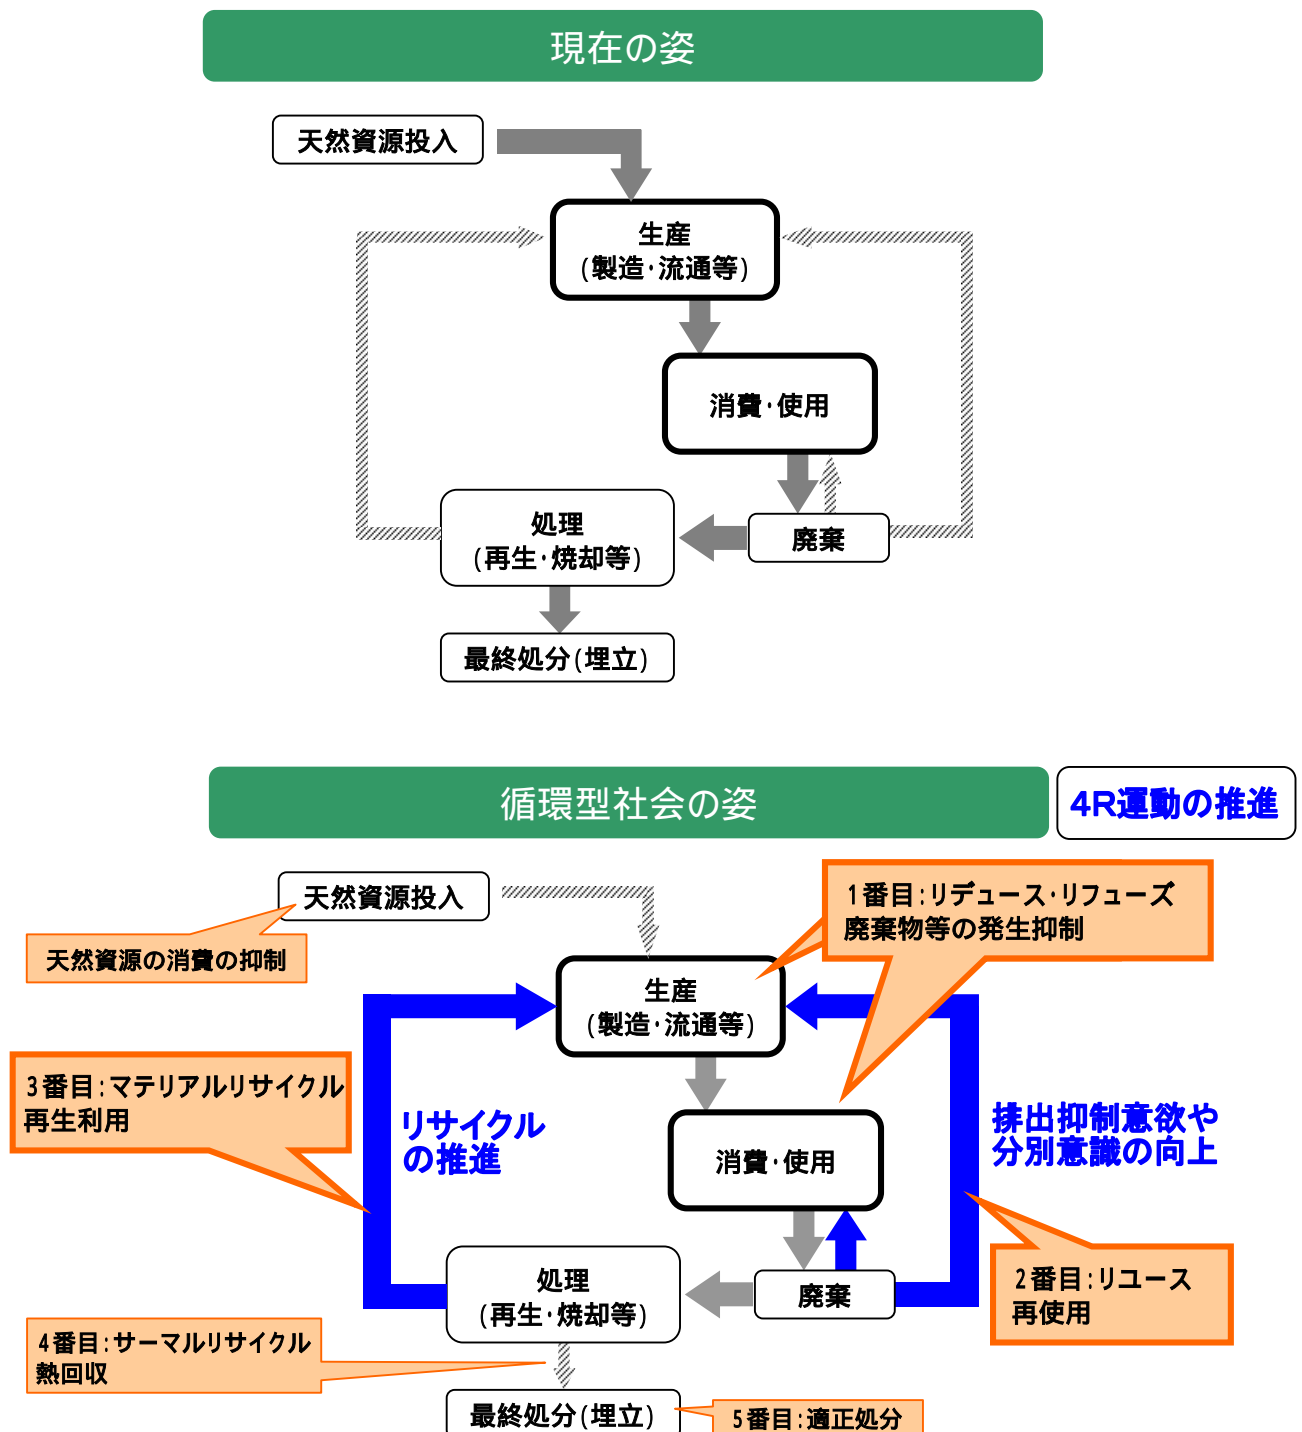 現在の姿
天然資源投入
生産
(製造・流通等)
消費・使用
処理
(再生・焼却等)
廃棄
最終処分(埋立)
循環型社会の姿
4R運動の推進
天然資源投入
1番目:リデュース・リフューズ
廃棄物等の発生抑制
天然資源の消費の抑制
生産
(製造・流通等)
3番目:マテリアルリサイクル
再生利用
リサイクル
の推進
排出抑制意欲や
分別意識の向上
消費・使用
2番目:リユース
再使用
処理
(再生・焼却等)
廃棄
4番目:サーマルリサイクル
熱回収
最終処分(埋立)
5番目:適正処分